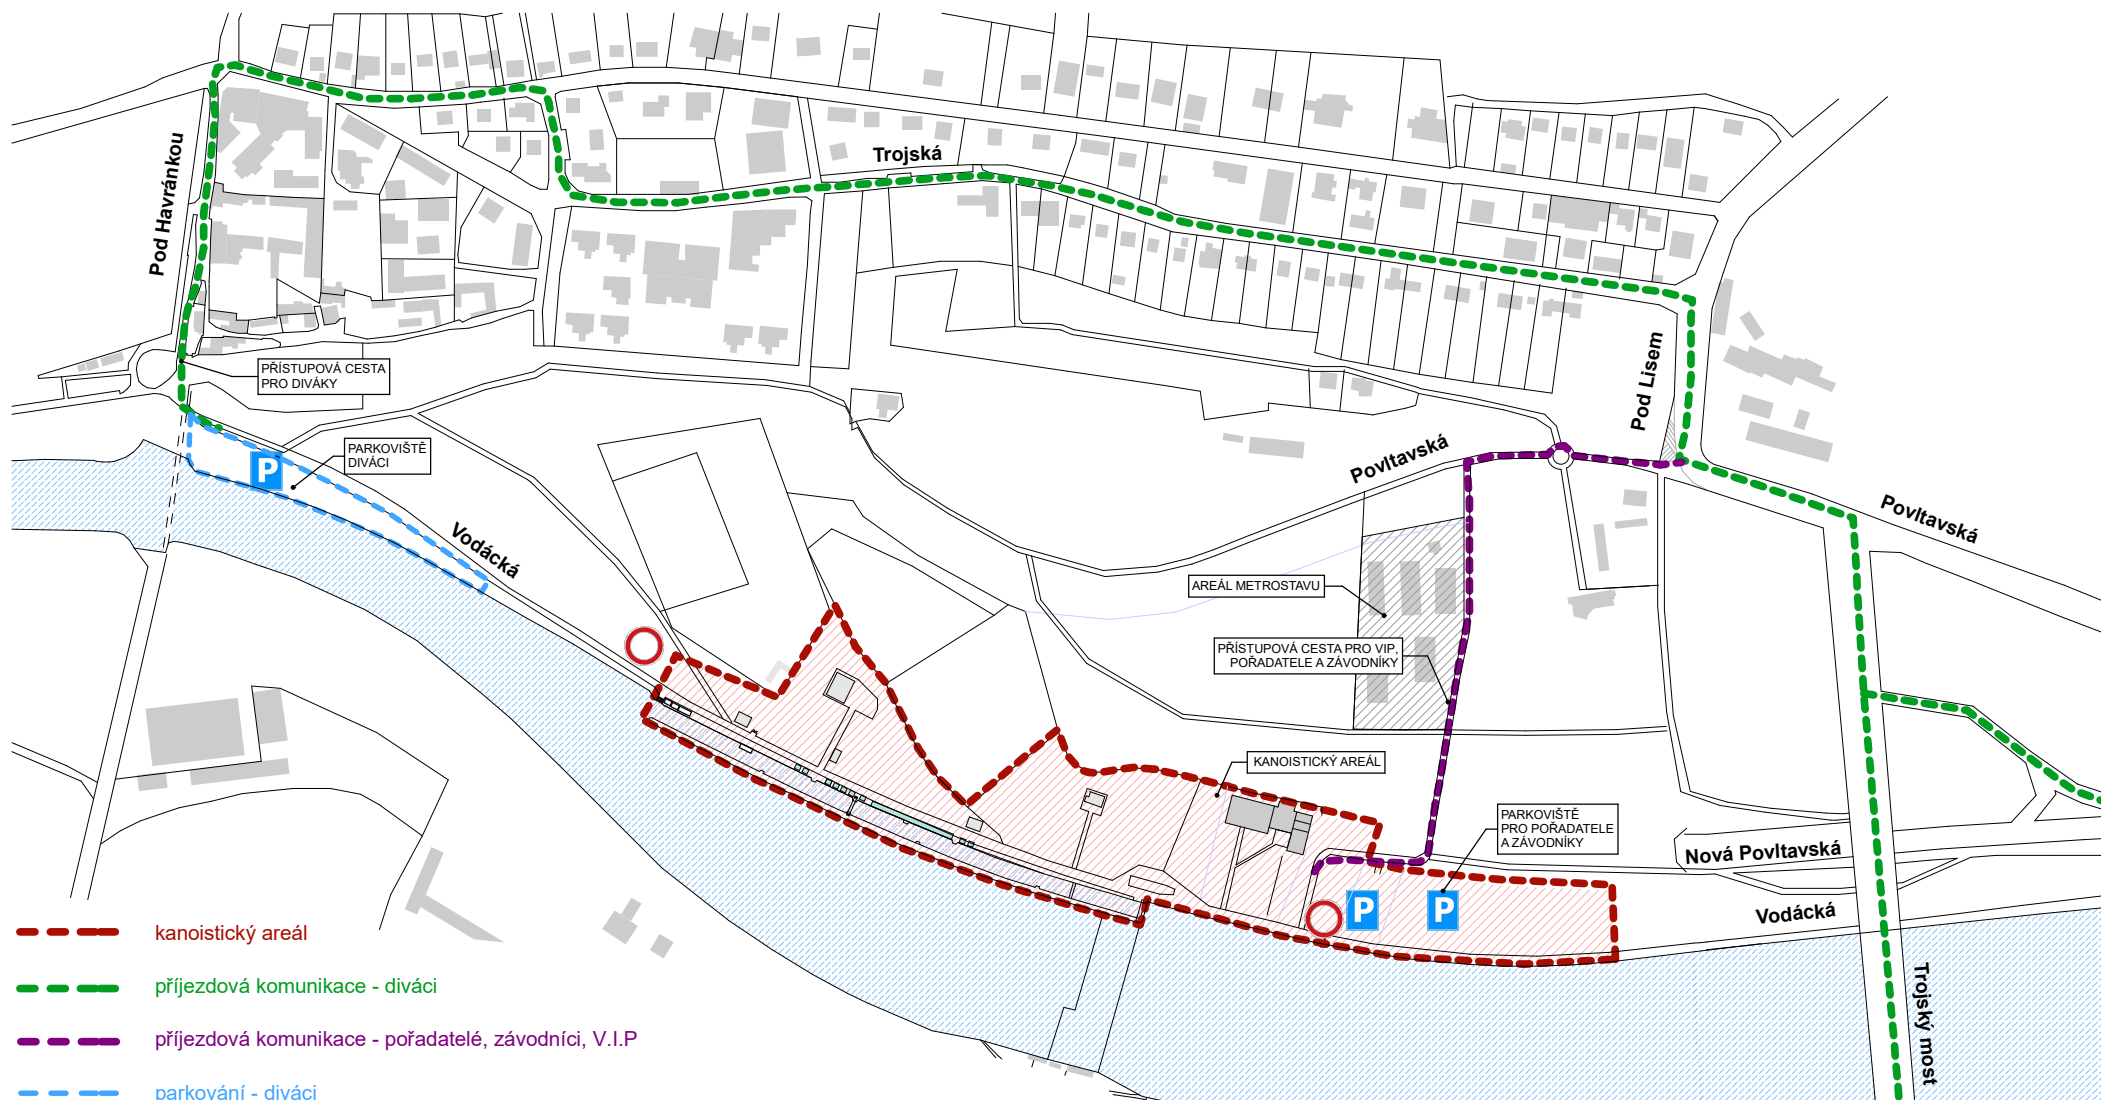 Trojská
Pod Havránkou
PŘÍSTUPOVÁ CESTA
PRO DIVÁKY
Pod Lisem
PARKOVIŠTĚ
DIVÁCI
P
Povltavská
Povltavská
Vodácká
AREÁL METROSTAVU
PŘÍSTUPOVÁ CESTA PRO VIP,
POŘADATELE A ZÁVODNÍKY
KANOISTICKÝ AREÁL
PARKOVIŠTĚ
PRO POŘADATELE
A ZÁVODNÍKY
Nová Povltavská
P
P
Vodácká
Trojský most
kanoistický areál
příjezdová komunikace - diváci
příjezdová komunikace - pořadatelé, závodníci, V.I.P
parkování - diváci